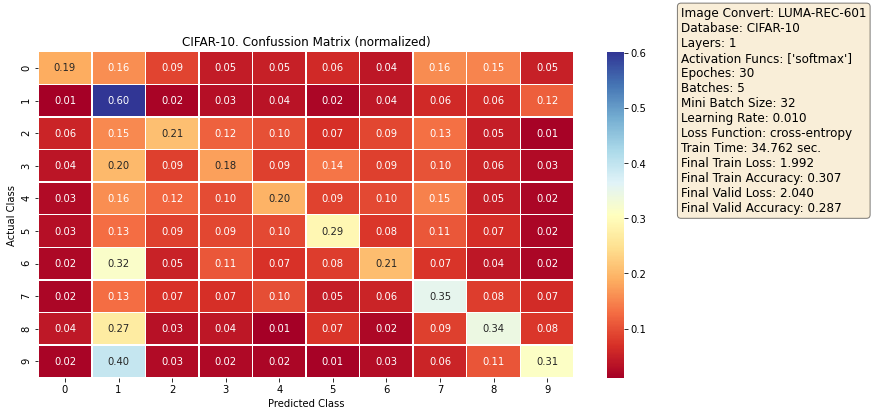 CIFAR-10. Confussion Matrix (normalized)
Actual Class
0 0.19 0.16 0.09 0.05 0.05 0.06 0.04 0.16 0.15 0.05
1 0.01 0.60 0.02 0.03 0.04 0.02 0.04 0.06 0.06 0.12
2 0.06 0.15 0.21 0.12 0.10 0.07 0.09 0.13 0.05 0.01
3 0.04 0.20 0.09 0.18 0.09 0.14 0.09 0.10 0.06 0.03
4 0.03 0.16 0.12 0.10 0.20 0.09 0.10 0.15 0.05 0.02
5 0.03 0.13 0.09 0.09 0.10 0.29 0.08 0.11 0.07 0.02
6 0.02 0.32 0.05 0.11 0.07 0.08 0.21 0.07 0.04 0.02
7 0.02 0.13 0.07 0.07 0.10 0.05 0.06 0.35 0.08 0.07
8 0.04 0.27 0.03 0.04 0.01 0.07 0.02 0.09 0.34 0.08
9 0.02 0.40 0.03 0.02 0.02 0.01 0.03 0.06 0.11 0.31
0 1 2 3 4 5 6 7 8 9
Predicted Class
0.6
0.5
0.4
0.3
0.2
0.1
Image Convert: LUMA-REC-601
Database: CIFAR-10
Layers: 1
Activation Funcs: ['softmax']
Epoches: 30
Batches: 5
Mini Batch Size: 32
Learning Rate: 0.010
Loss Function: cross-entropy
Train Time: 34.762 sec.
Final Train Loss: 1.992
Final Train Accuracy: 0.307
Final Valid Loss: 2.040
Final Valid Accuracy: 0.287